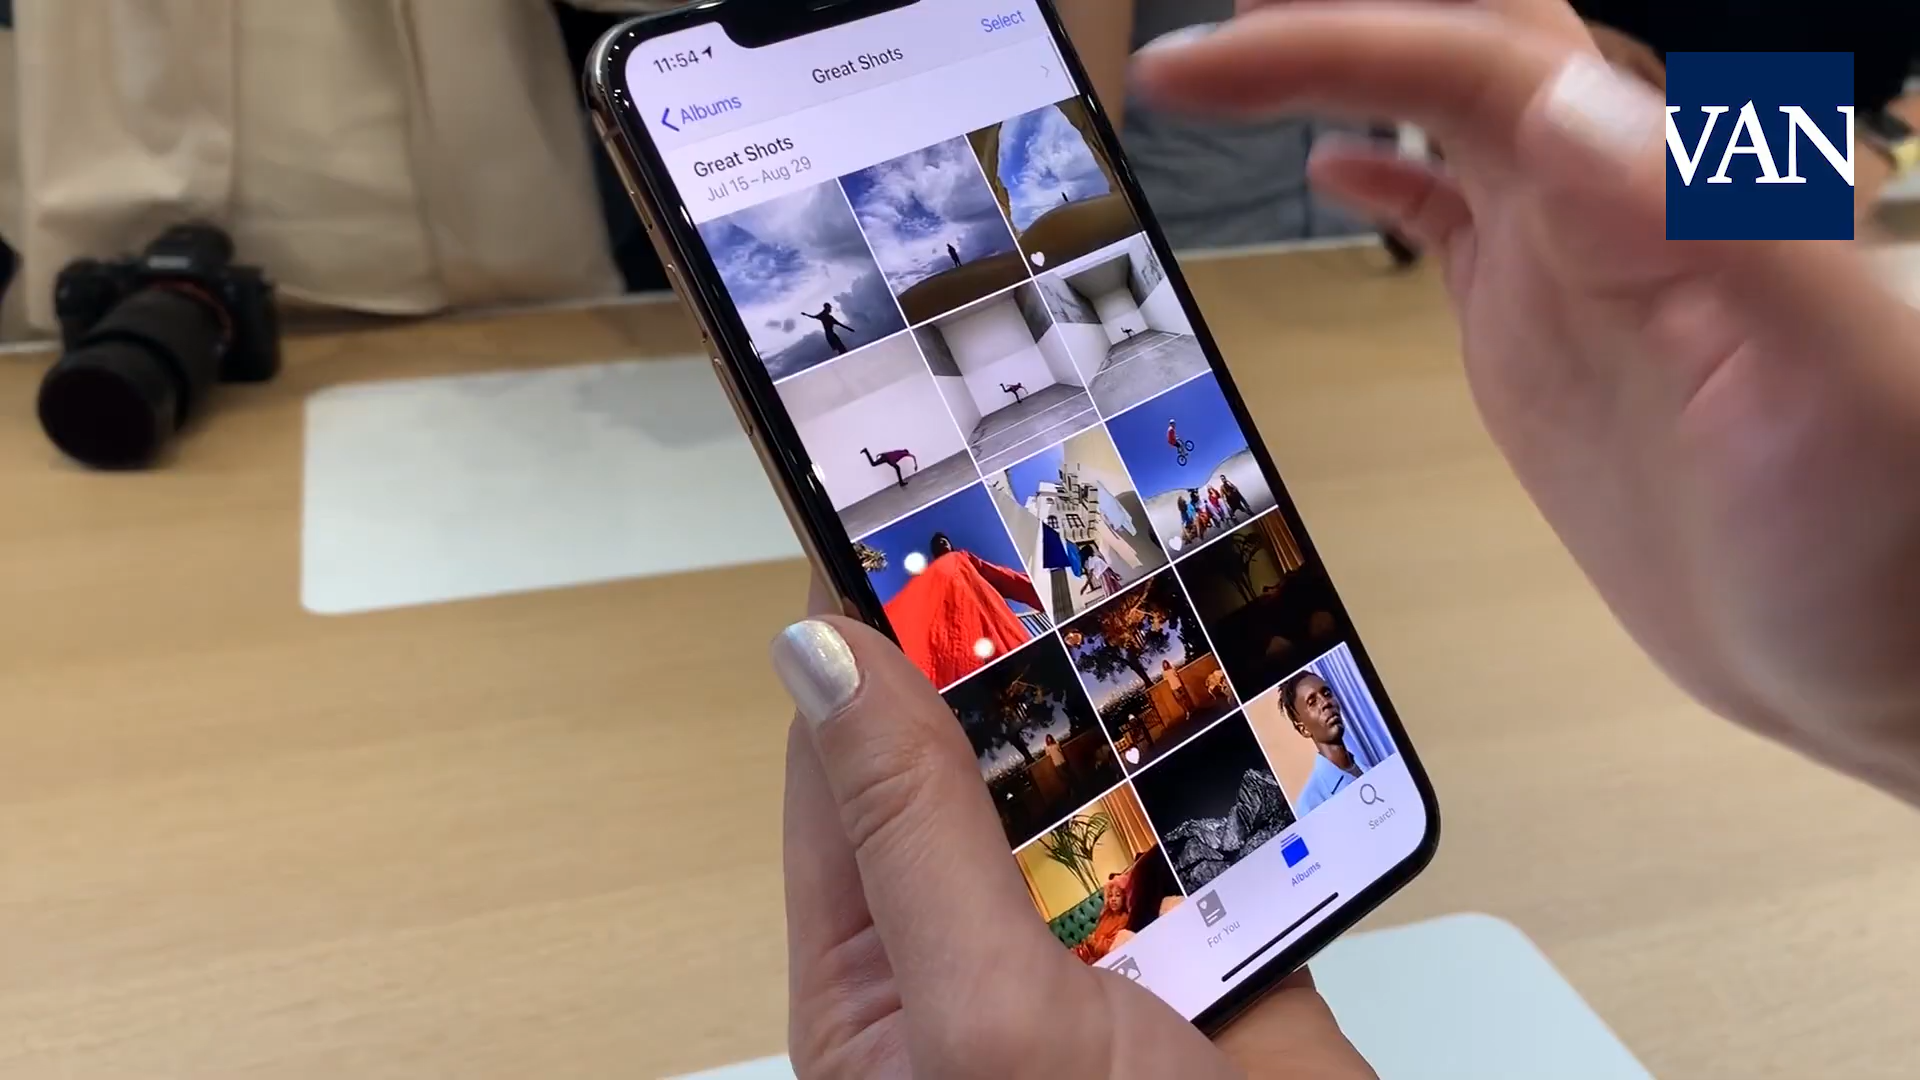 11:54
Select
Great Shots
Albums
Great Shots
Jul 15 – Aug 29
Search
Albums
For You
VAN